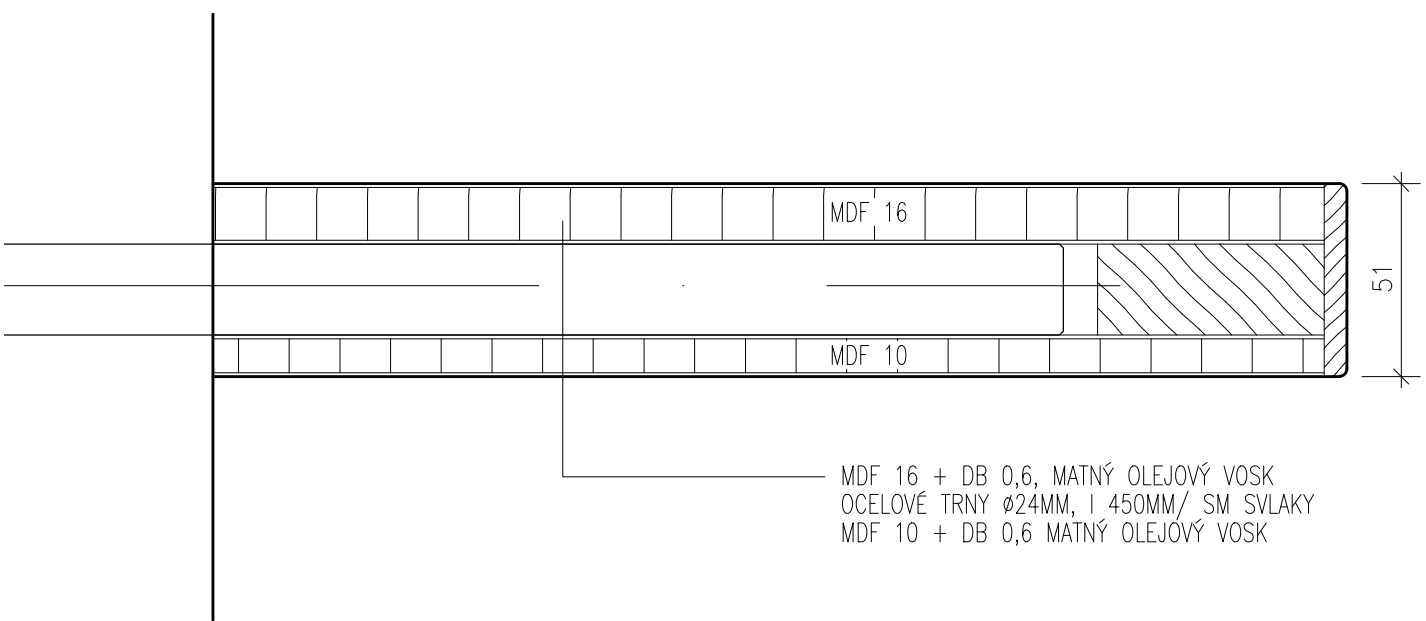 MDF 16
MDF 10
51
MDF 16 + DB 0,6, MATNÝ OLEJOVÝ VOSK
OCELOVÉ TRNY Ø24MM, l 450MM/ SM SVLAKY
MDF 10 + DB 0,6 MATNÝ OLEJOVÝ VOSK